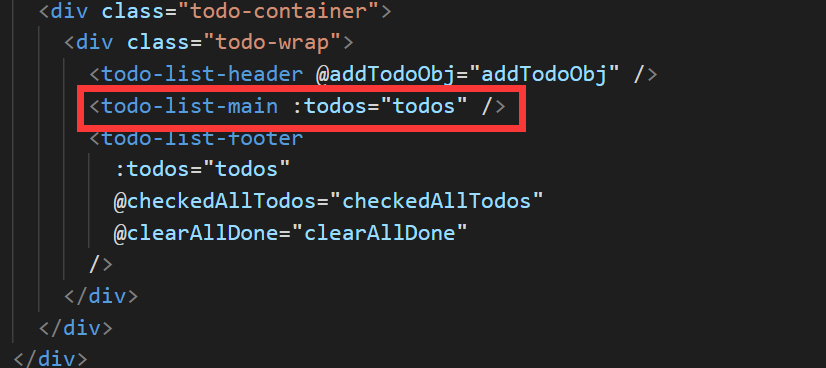 <div class="todo-container">
<div class="todo-wrap">
<todo-list-header @addTodoObj="addTodoObj" />
<todo-list-main :todos="todos" />
<todo-list-footer
:todos="todos"
@checkedAllTodos="checkedAllTodos"
@clearAllDone="clearAllDone"
/>
</div>
</div>
</div>